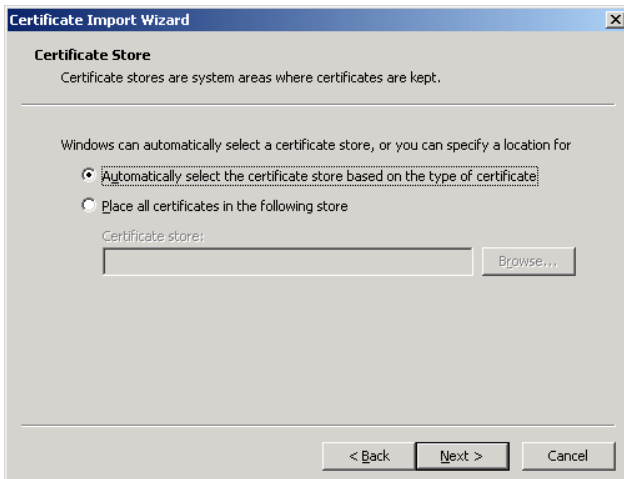 Certificate Import Wizard
Certificate Store
Certificate stores are system areas where certificates are kept.
Windows can automatically select a certificate store, or you can specify a location for
Automatically select the certificate store based on the type of certificate
Place all certificates in the following store
Certificate store:
Browse...
< Back
Next >
Cancel